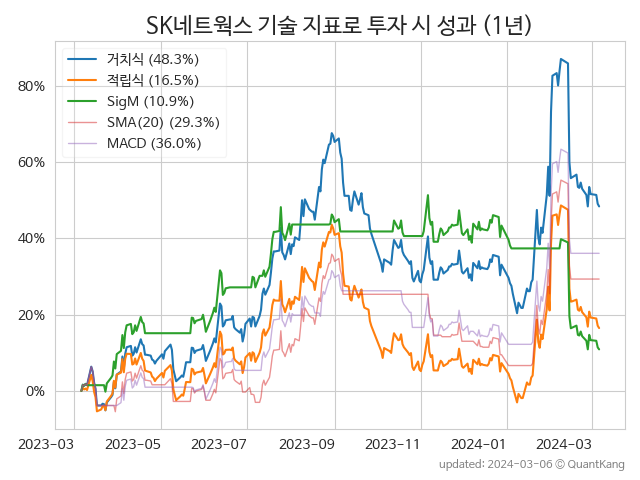 SK네트웍스 기술 지표로 투자 시 성과 (1년)
거치식 (48.3%)
적립식 (16.5%)
SigM (10.9%)
SMA(20) (29.3%)
MACD (36.0%)
80%
60%
40%
20%
0%
2023-03 2023-05 2023-07 2023-09 2023-11 2024-01 2024-03
updated: 2024-03-06 © QuantKang